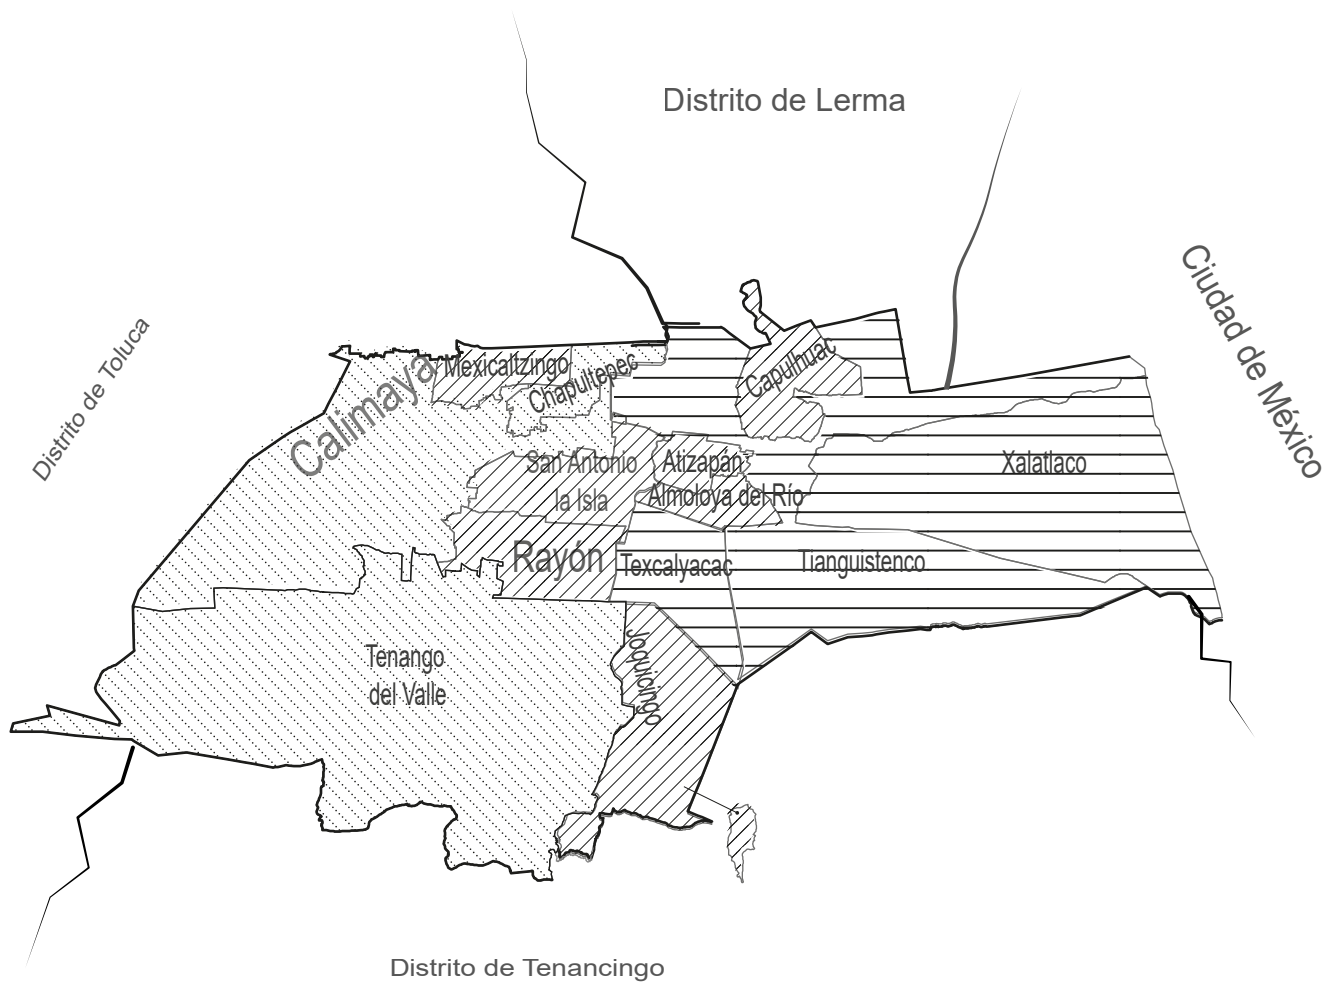 Distrito de Lerma
Ciudad de México
Distrito de Toluca
Calimaya
Mexicaltzingo
Chapultepec
Capulhuac
San Antonio
la Isla
Atizapán
Almoloya del Río
Xalatlaco
Rayón
Texcalyacac
Tianguistenco
Tenango
del Valle
Joquicingo
Distrito de Tenancingo